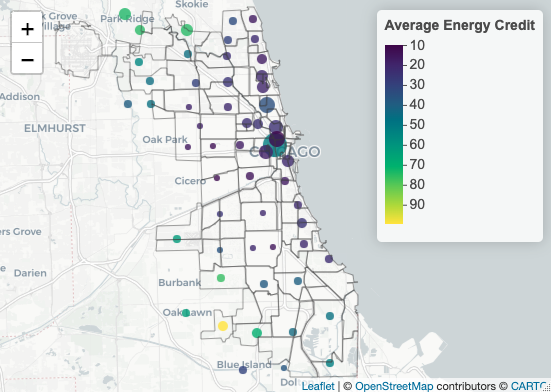 Skokie
k Grove
Village
Park Ridge
+
−
Addison
ELMHURST
Oak Park
CHICAGO
Cicero
ers Grove
Darien
Burbank
Oak Lawn
Blue Island
Dol
Average Energy Credit
10
20
30
40
50
60
70
80
90
Leaflet | © OpenStreetMap contributors © CARTO